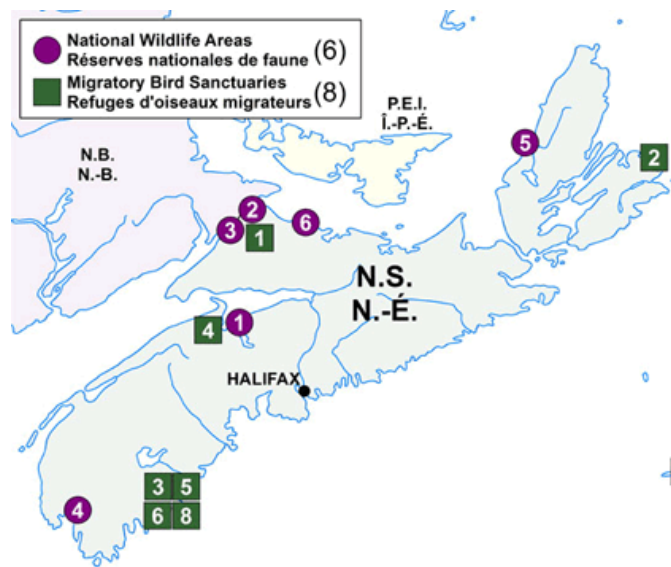 National Wildlife Areas
Réserves nationales de faune (6)
Migratory Bird Sanctuaries
Refuges d'oiseaux migrateurs (8)
P.E.I.
Î.-P.-É.
N.B.
N.-B.
5
2
2
3
6
1
N.S.
N.-É.
4
1
HALIFAX
3
5
4
6
8